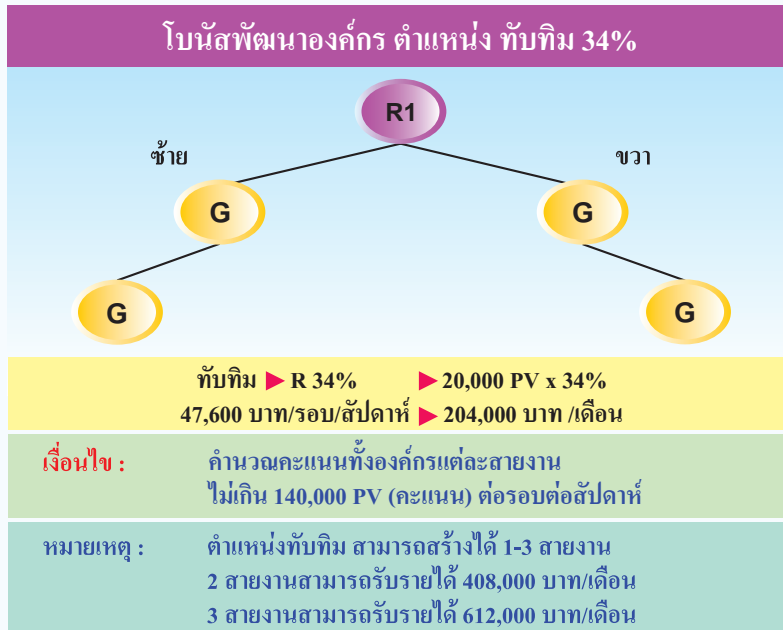 โบนัสพัฒนาองค์กร ตำแหน่ง ทับทิม 34%
R1
ซ้าย ขวา
G G
G G
ทับทิม ▶ R 34% ▶ 20,000 PV x 34%
47,600 บาท/รอบ/สัปดาห์ ▶ 204,000 บาท /เดือน
เงื่อนไข : คำนวณคะแนนทั้งองค์กรแต่ละสายงาน
ไม่เกิน 140,000 PV (คะแนน) ต่อรอบต่อสัปดาห์
หมายเหตุ : ตำแหน่งทับทิม สามารถสร้างได้ 1-3 สายงาน
2 สายงานสามารถรับรายได้ 408,000 บาท/เดือน
3 สายงานสามารถรับรายได้ 612,000 บาท/เดือน